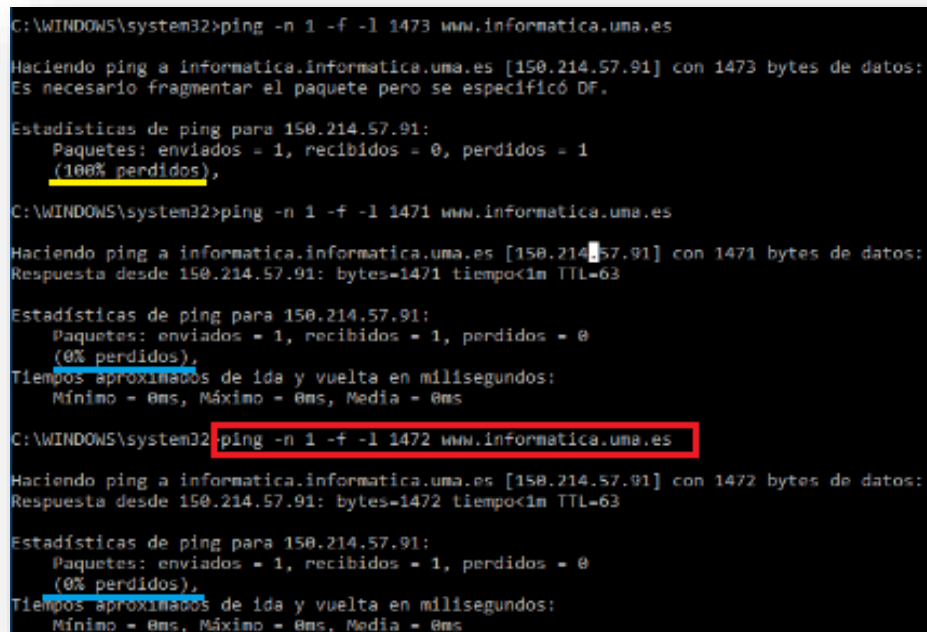 C:\WINDOWS\system32>ping -n 1 -f -l 1473 www.informatica.uma.es
Haciendo ping a informatica.informatica.uma.es [150.214.57.91] con 1473 bytes de datos:
Es necesario fragmentar el paquete pero se especificó DF.
Estadísticas de ping para 150.214.57.91:
Paquetes: enviados = 1, recibidos = 0, perdidos = 1
(100% perdidos),
C:\WINDOWS\system32>ping -n 1 -f -l 1471 www.informatica.uma.es
Haciendo ping a informatica.informatica.uma.es [150.214.57.91] con 1471 bytes de datos:
Respuesta desde 150.214.57.91: bytes=1471 tiempo<1m TTL=63
Estadísticas de ping para 150.214.57.91:
Paquetes: enviados = 1, recibidos = 1, perdidos = 0
(0% perdidos),
Tiempos aproximados de ida y vuelta en milisegundos:
Mínimo = 0ms, Máximo = 0ms, Media = 0ms
C:\WINDOWS\system32>ping -n 1 -f -l 1472 www.informatica.uma.es
Haciendo ping a informatica.informatica.uma.es [150.214.57.91] con 1472 bytes de datos:
Respuesta desde 150.214.57.91: bytes=1472 tiempo<1m TTL=63
Estadísticas de ping para 150.214.57.91:
Paquetes: enviados = 1, recibidos = 1, perdidos = 0
(0% perdidos),
Tiempos aproximados de ida y vuelta en milisegundos:
Mínimo = 0ms, Máximo = 0ms, Media = 0ms